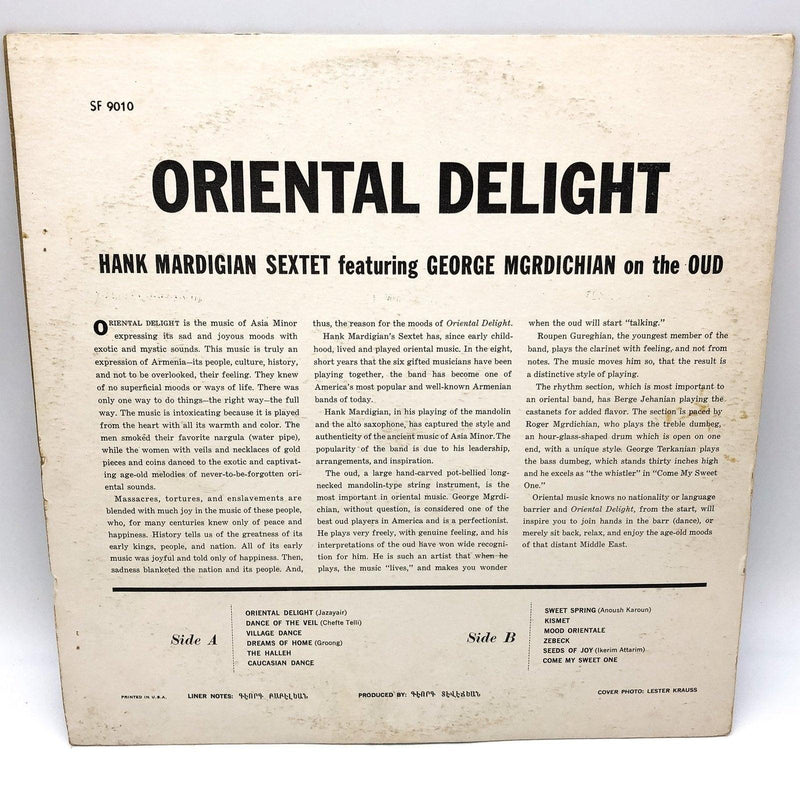 SF 9010
ORIENTAL DELIGHT
HANK MARDIGIAN SEXTET featuring GEORGE MGRDICHIAN on the OUD
ORIENTAL DELIGHT is the music of Asia Minor
expressing its sad and joyous moods with
exotic and mystic sounds. This music is truly an
expression of Armenia—its people, culture, history,
and not to be overlooked, their feeling. They knew
of no superficial moods or ways of life. There was
only one way to do things—the right way—the full
way. The music is intoxicating because it is played
from the heart with all its warmth and color. The
men smoked their favorite nargula (water pipe),
while the women with veils and necklaces of gold
pieces and coins danced to the exotic and captivat-
ing age-old melodies of never-to-be-forgotten ori-
ental sounds.
Massacres, tortures, and enslavements are
blended with much joy in the music of these people,
who, for many centuries knew only of peace and
happiness. History tells us of the greatness of its
early kings, people, and nation. All of its early
music was joyful and told only of happiness. Then,
sadness blanketed the nation and its people. And,
thus, the reason for the moods of Oriental Delight.
Hank Mardigian's Sextet has, since early child-
hood, lived and played oriental music. In the eight,
short years that the six gifted musicians have been
playing together, the band has become one of
America's most popular and well-known Armenian
bands of today.
Hank Mardigian, in his playing of the mandolin
and the alto saxophone, has captured the style and
authenticity of the ancient music of Asia Minor. The
popularity of the band is due to his leadership,
arrangements, and inspiration.
The oud, a large hand-carved pot-bellied long-
necked mandolin-type string instrument, is the
most important in oriental music. George Mgrdi-
chian, without question, is considered one of the
best oud players in America and is a perfectionist.
He plays very freely, with genuine feeling, and his
interpretations of the oud have won wide recogni-
tion for him. He is such an artist that when he
plays, the music "lives," and makes you wonder
when the oud will start "talking."
Roupen Gureghian, the youngest member of the
band, plays the clarinet with feeling, and not from
notes. The music moves him so, that the result is
a distinctive style of playing.
The rhythm section, which is most important to
an oriental band, has Berge Jehanian playing the
castanets for added flavor. The section is paced by
Roger Mgrdichian, who plays the treble dumbeg,
an hour-glass-shaped drum which is open on one
end, with a unique style. George Terkanian plays
the bass dumbeg, which stands thirty inches high
and he excels as "the whistler" in "Come My Sweet
One."
Oriental music knows no nationality or language
barrier and Oriental Delight, from the start, will
inspire you to join hands in the barr (dance), or
merely sit back, relax, and enjoy the age-old moods
of that distant Middle East.
Side A
ORIENTAL DELIGHT (Jazayair)
DANCE OF THE VEIL (Chefte Telli)
VILLAGE DANCE
DREAMS OF HOME (Groong)
THE HALLEH
CAUCASIAN DANCE
Side B
SWEET SPRING (Anoush Karoun)
KISMET
MOOD ORIENTALE
ZEBECK
SEEDS OF JOY (Ikerim Attarim)
COME MY SWEET ONE
PRINTED IN U.S.A. LINER NOTES: ԳԷՈՐԳ ԲԱԲԵԼԵԱՆ PRODUCED BY: ԳԷՈՐԳ ՏԵՎԷՃԵԱՆ COVER PHOTO: LESTER KRAUSS